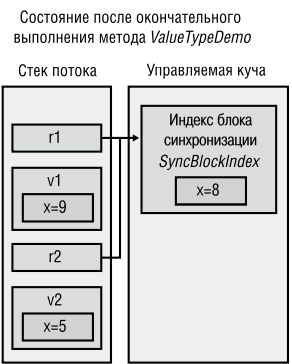 Состояние после окончательного
выполнения метода ValueTypeDemo
Стек потока
Управляемая куча
r1
v1
x=9
r2
v2
x=5
Индекс блока
синхронизации
SyncBlockIndex
x=8